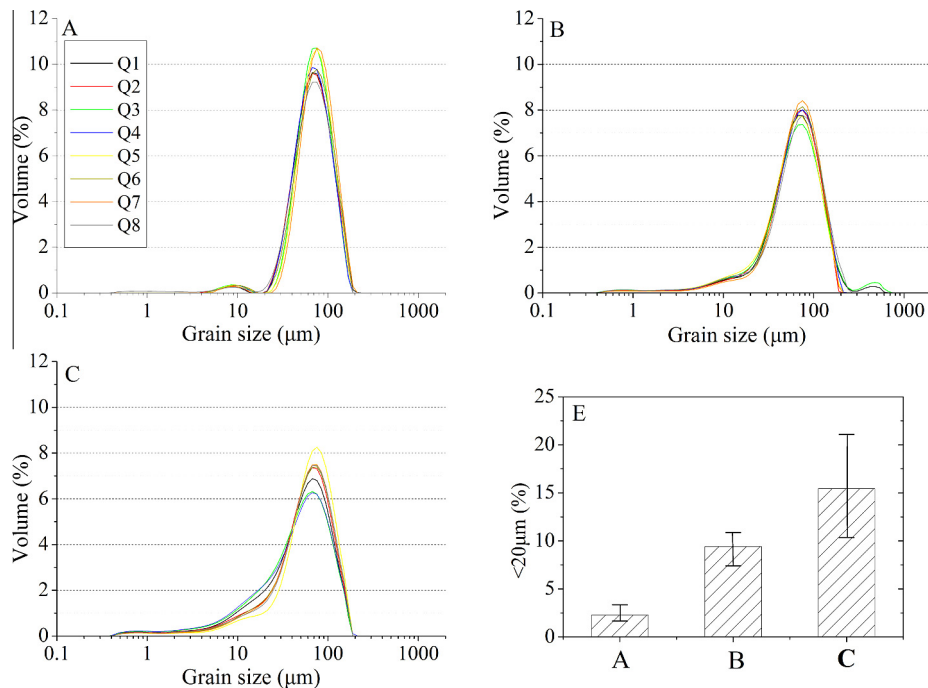 A
12
10
8
6
4
2
0
Volume (%)
Q1
Q2
Q3
Q4
Q5
Q6
Q7
Q8
0.1 1 10 100 1000
Grain size (μm)
B
12
10
8
6
4
2
0
Volume (%)
0.1 1 10 100 1000
Grain size (μm)
C
12
10
8
6
4
2
0
Volume (%)
0.1 1 10 100 1000
Grain size (μm)
E
25
20
15
10
5
0
<20μm (%)
A B C